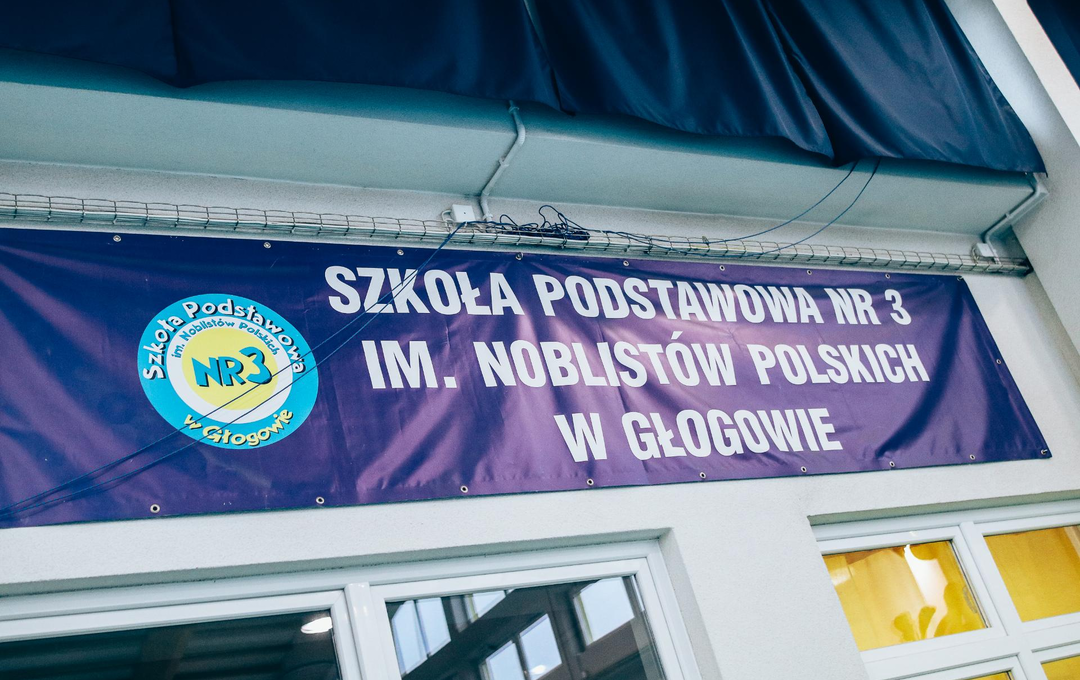 Szkoła Podstawowa
im. Noblistów Polskich
NR3
w Głogowie
SZKOŁA PODSTAWOWA NR 3
IM. NOBLISTÓW POLSKICH
W GŁOGOWIE